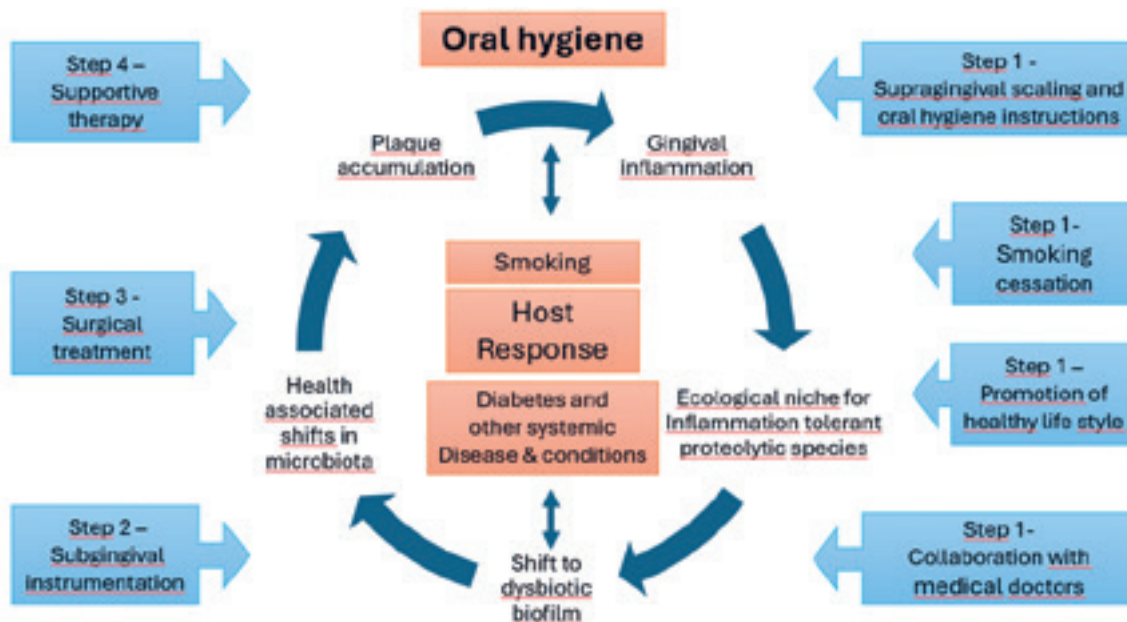 Oral hygiene
Step 4 –
Supportive
therapy
Step 1 -
Supragingival scaling and
oral hygiene instructions
Plaque
accumulation
Gingival
inflammation
Smoking
Host
Response
Diabetes and
other systemic
Disease & conditions
Step 1-
Smoking
cessation
Step 3 -
Surgical
treatment
Step 1 –
Promotion of
healthy life style
Health
associated
shifts in
microbiota
Ecological niche for
Inflammation tolerant
proteolytic species
Step 2 –
Subgingival
instrumentation
Shift to
dysbiotic
biofilm
Step 1-
Collaboration with
medical doctors